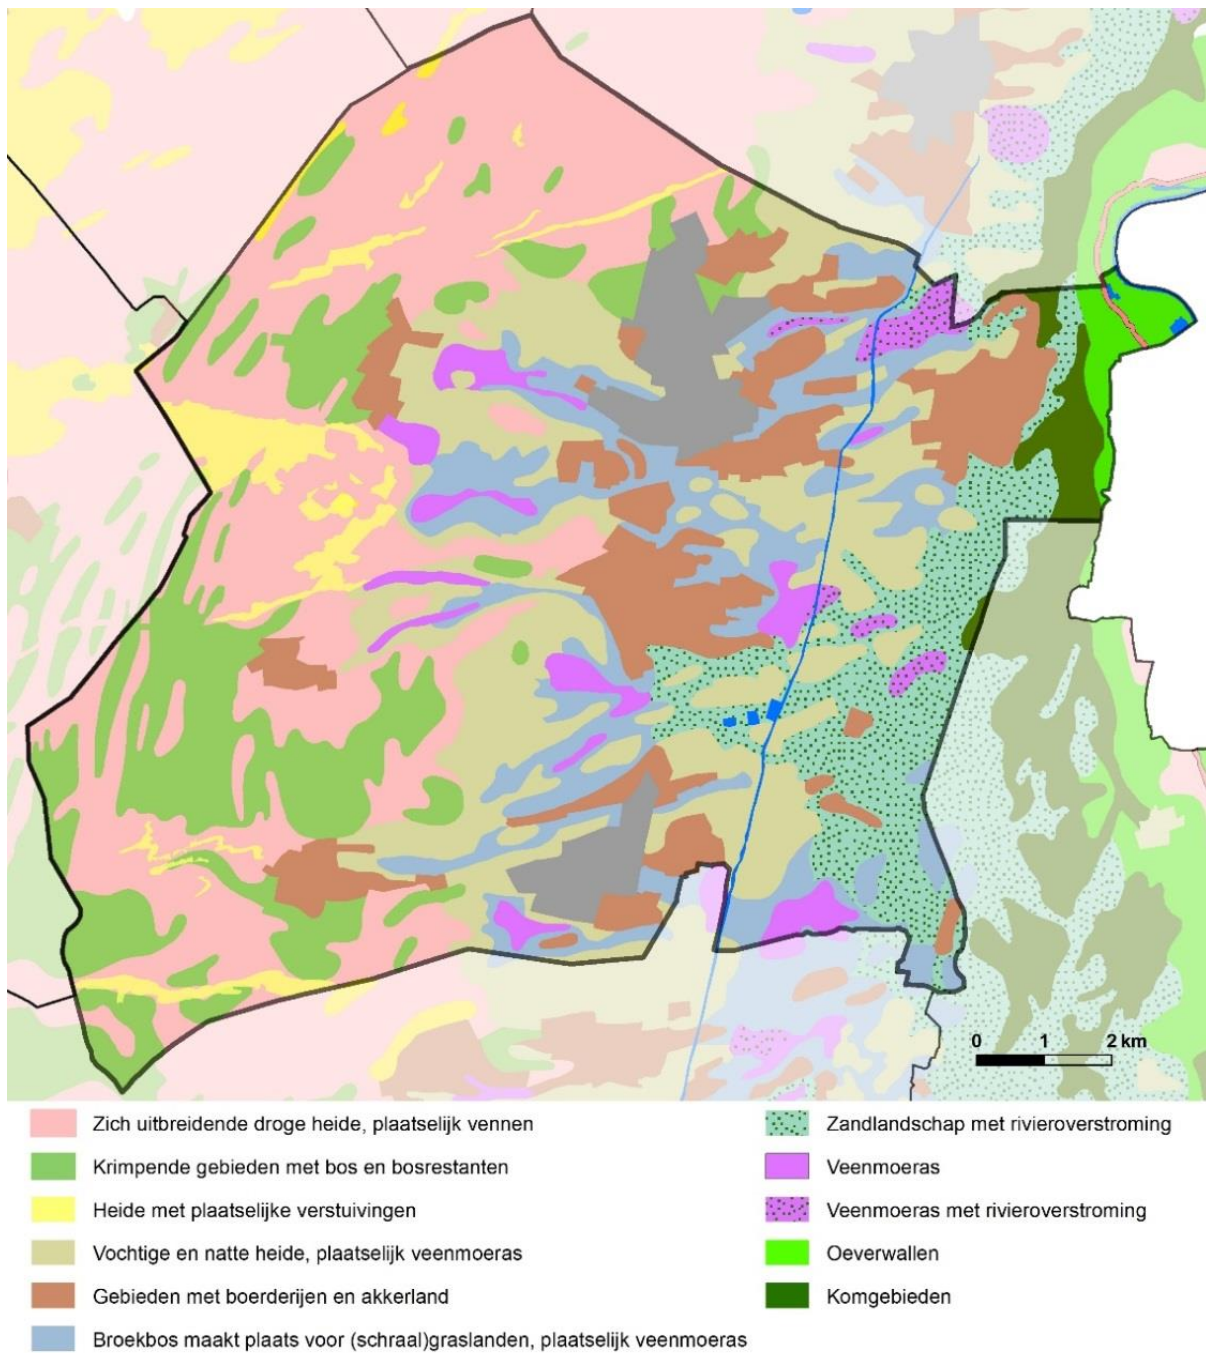 0 1 2 km
Zich uitbreidende droge heide, plaatselijk vennen
Krimpende gebieden met bos en bosrestanten
Heide met plaatselijke verstuivingen
Vochtige en natte heide, plaatselijk veenmoeras
Gebieden met boerderijen en akkerland
Broekbos maakt plaats voor (schraal)graslanden, plaatselijk veenmoeras
Zandlandschap met rivieroverstroming
Veenmoeras
Veenmoeras met rivieroverstroming
Oeverwallen
Komgebieden